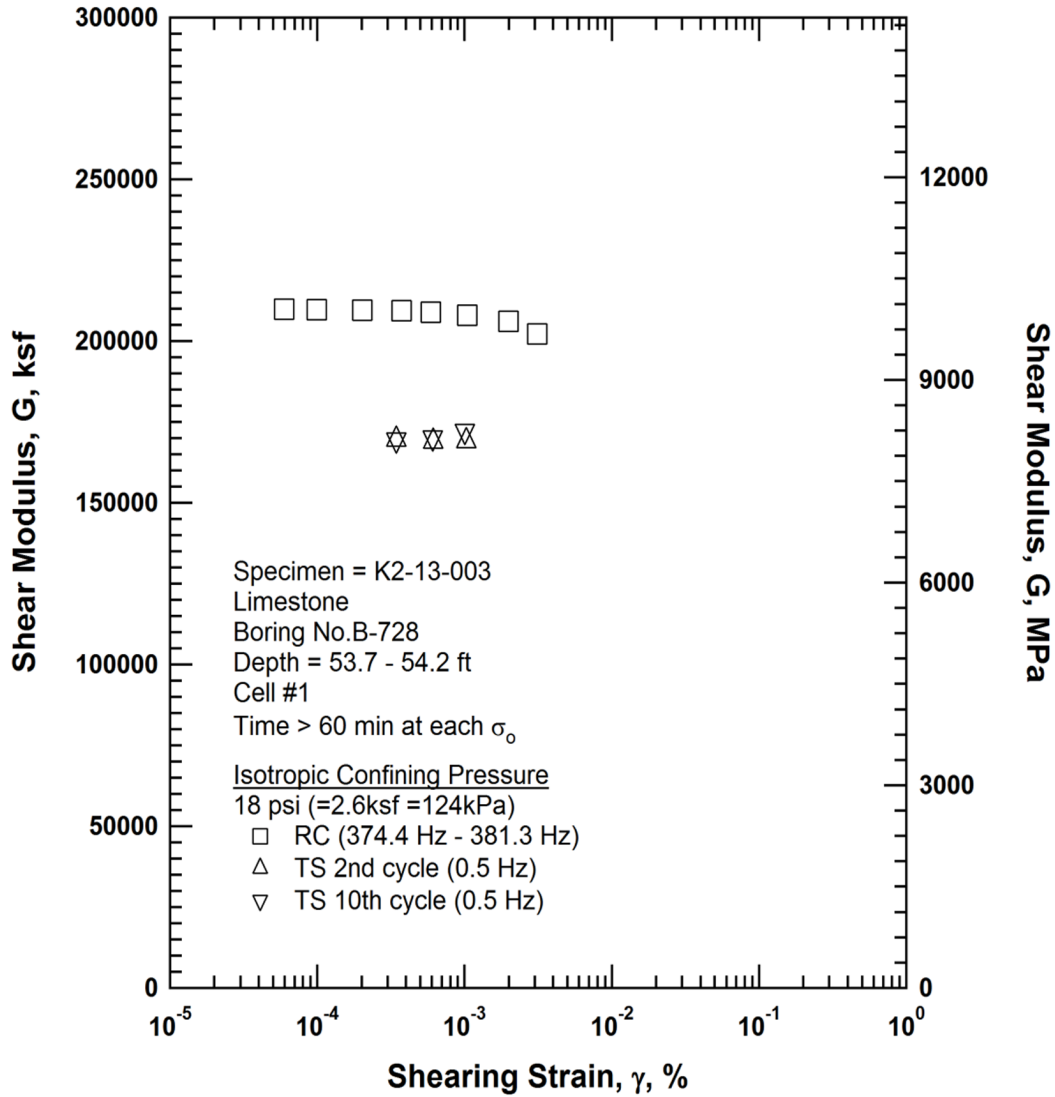 300000
250000
200000
150000
100000
50000
0
Shear Modulus, G, ksf
12000
9000
6000
3000
0
Shear Modulus, G, MPa
Specimen = K2-13-003
Limestone
Boring No.B-728
Depth = 53.7 - 54.2 ft
Cell #1
Time > 60 min at each σo
Isotropic Confining Pressure
18 psi (=2.6ksf =124kPa)
RC (374.4 Hz - 381.3 Hz)
TS 2nd cycle (0.5 Hz)
TS 10th cycle (0.5 Hz)
10-5 10-4 10-3 10-2 10-1 100
Shearing Strain, γ, %